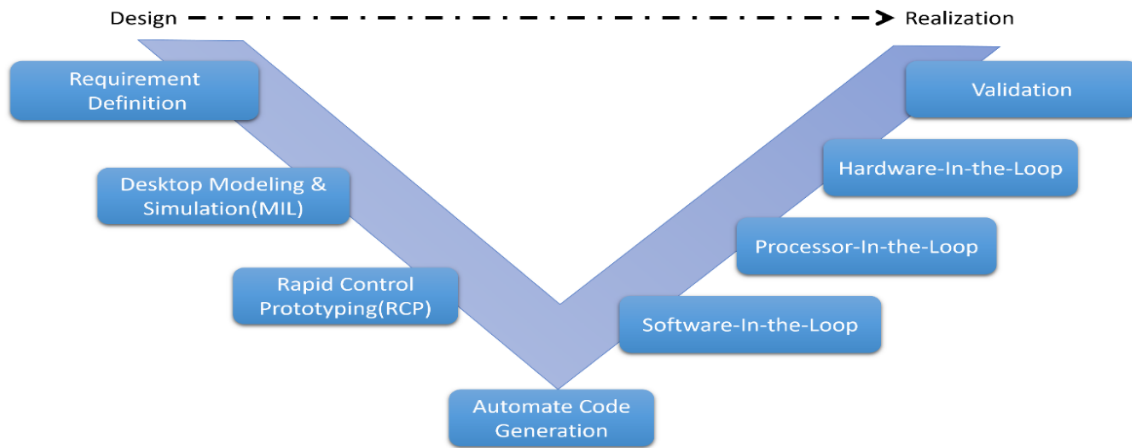 Design
Realization
Requirement
Definition
Desktop Modeling &
Simulation(MIL)
Rapid Control
Prototyping(RCP)
Automate Code
Generation
Software-In-the-Loop
Processor-In-the-Loop
Hardware-In-the-Loop
Validation